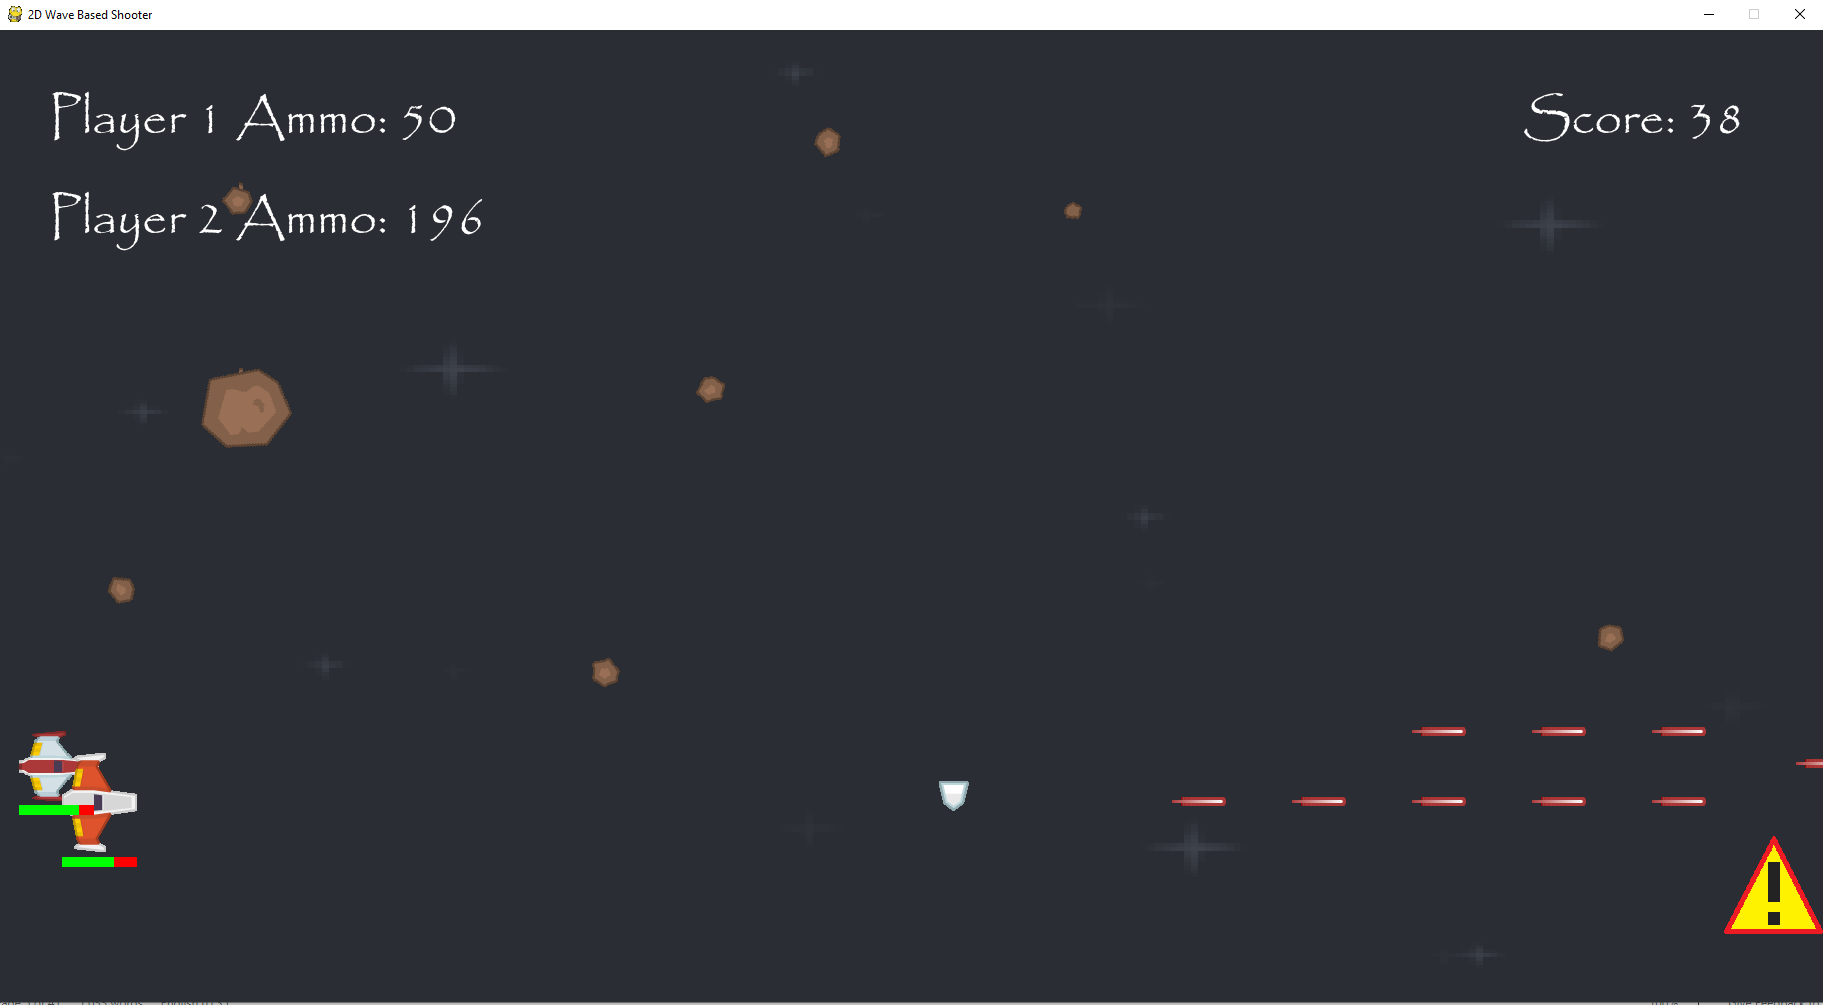 2D Wave Based Shooter
Player 1 Ammo: 50
Score: 38
Player 2 Ammo: 196